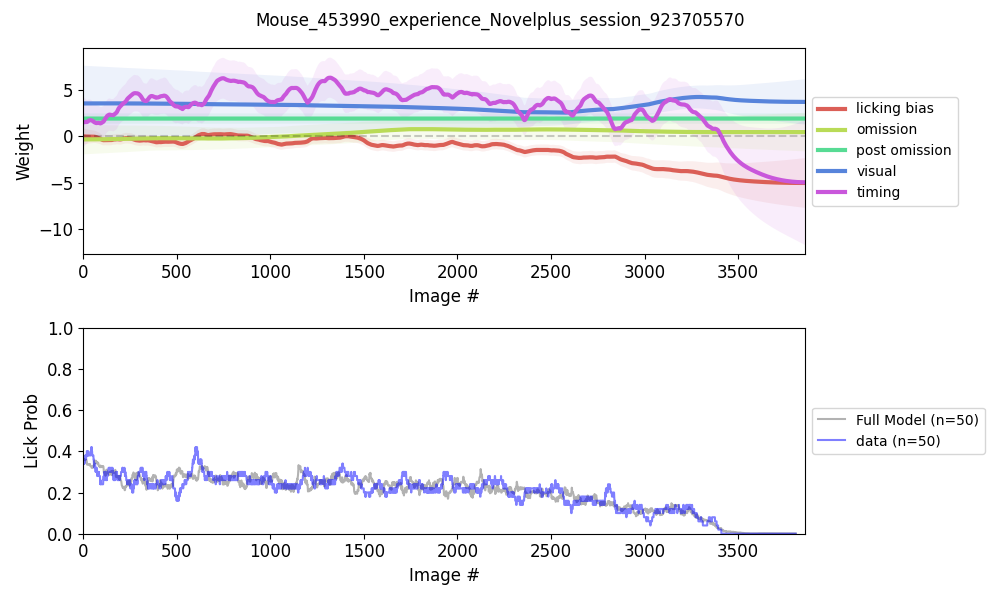 Mouse_453990_experience_Novelplus_session_923705570
Weight
5
0
−5
−10
0 500 1000 1500 2000 2500 3000 3500
Image #
licking bias
omission
post omission
visual
timing
Lick Prob
1.0
0.8
0.6
0.4
0.2
0.0
0 500 1000 1500 2000 2500 3000 3500
Image #
Full Model (n=50)
data (n=50)